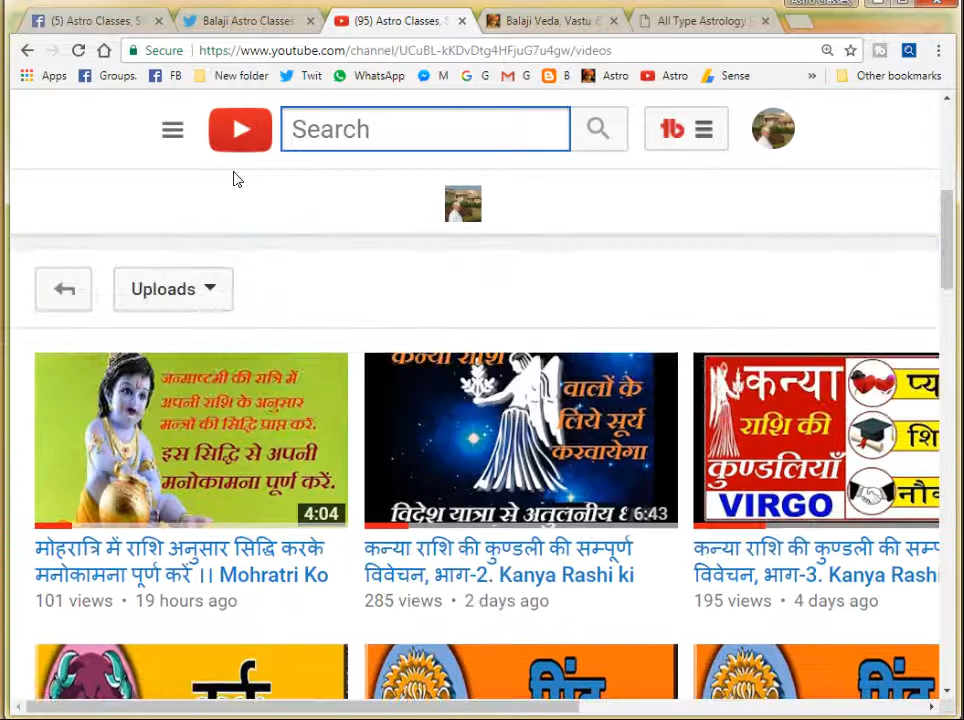 Astro Classes,
(5) Astro Classes, S
Balaji Astro Classes
(95) Astro Classes,
Balaji Veda, Vastu &
All Type Astrology
Secure
https://www.youtube.com/channel/UCuBL-kKDvDtg4HFjuG7u4gw/videos
Apps
Groups.
FB
New folder
Twit
WhatsApp
M
G
G
B
Astro
Astro
Sense
»
Other bookmarks
Search
Uploads
जन्माष्टमी की रात्रि में
अपनी राशि के अनुसार
मन्त्रों की सिद्धि प्राप्त करें.
इस सिद्धि से अपनी
मनोकामना पूर्ण करें.
4:04
कन्या राशि
वालों के
लिये सूर्य
करवायेगा
विदेश यात्रा से अतुलनीय
6:43
कन्या
राशि की
कुण्डलियाँ
VIRGO
प्य
शि
नौक
मोहरात्रि में राशि अनुसार सिद्धि करके
मनोकामना पूर्ण करें ।। Mohratri Ko
101 views • 19 hours ago
कन्या राशि की कुण्डली की सम्पूर्ण
विवेचन, भाग-2. Kanya Rashi ki
285 views • 2 days ago
कन्या राशि की कुण्डली की सम्प
विवेचन, भाग-3. Kanya Rashi
195 views • 4 days ago